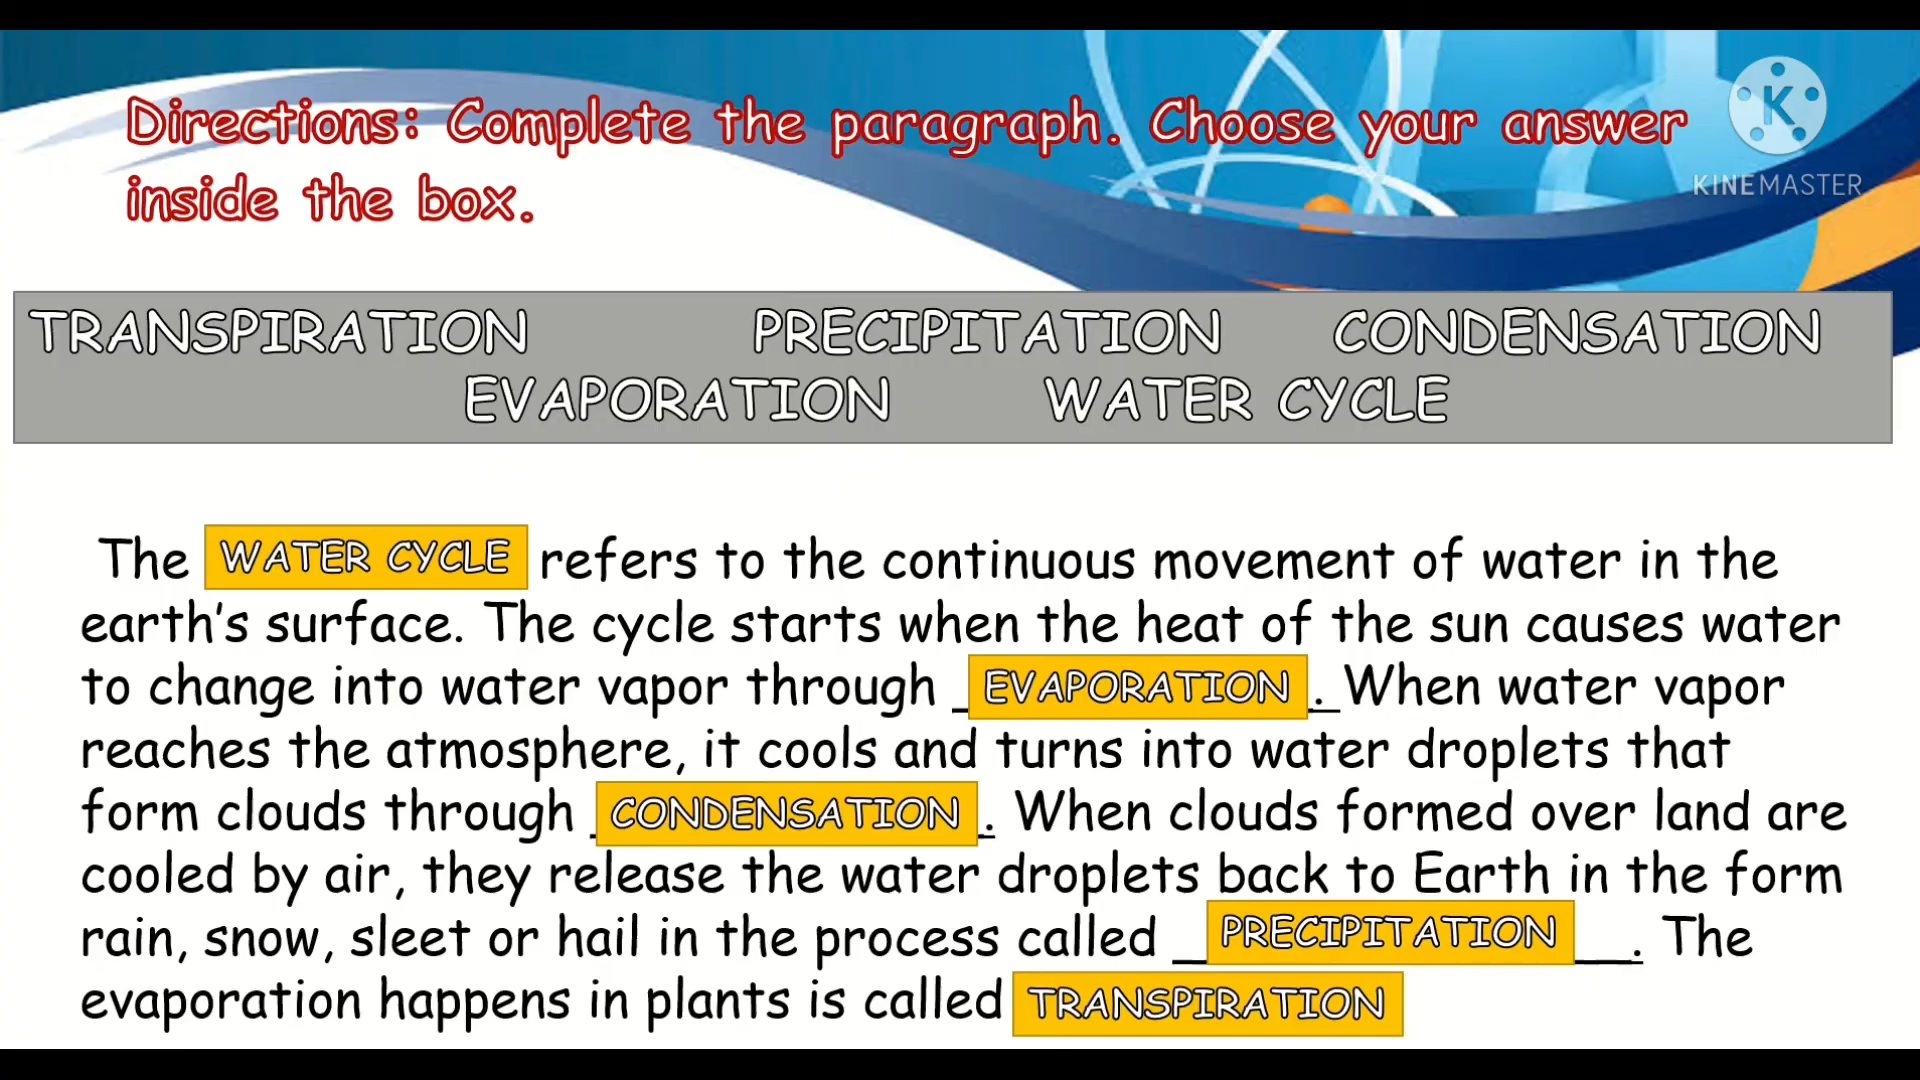 Directions: Complete the paragraph. Choose your answer
inside the box.
K
KINEMASTER
TRANSPIRATION PRECIPITATION CONDENSATION
EVAPORATION WATER CYCLE
The WATER CYCLE refers to the continuous movement of water in the
earth's surface. The cycle starts when the heat of the sun causes water
to change into water vapor through _EVAPORATION. When water vapor
reaches the atmosphere, it cools and turns into water droplets that
form clouds through _CONDENSATION_. When clouds formed over land are
cooled by air, they release the water droplets back to Earth in the form
rain, snow, sleet or hail in the process called _PRECIPITATION__. The
evaporation happens in plants is called TRANSPIRATION